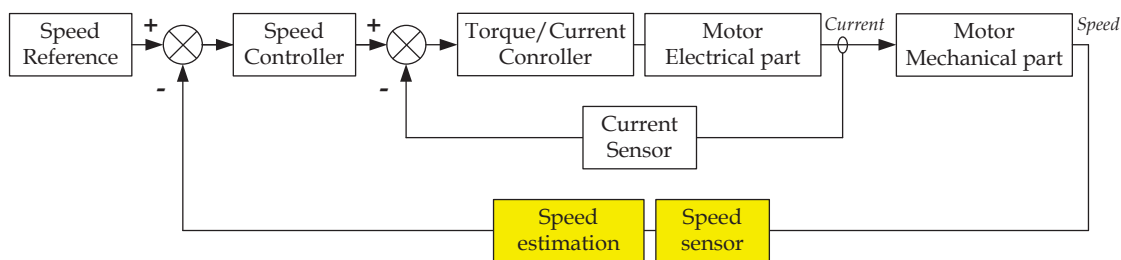 Speed
Reference
+
-
Speed
Controller
+
-
Torque/Current
Conroller
Motor
Electrical part
Current
Motor
Mechanical part
Speed
Current
Sensor
Speed
estimation
Speed
sensor